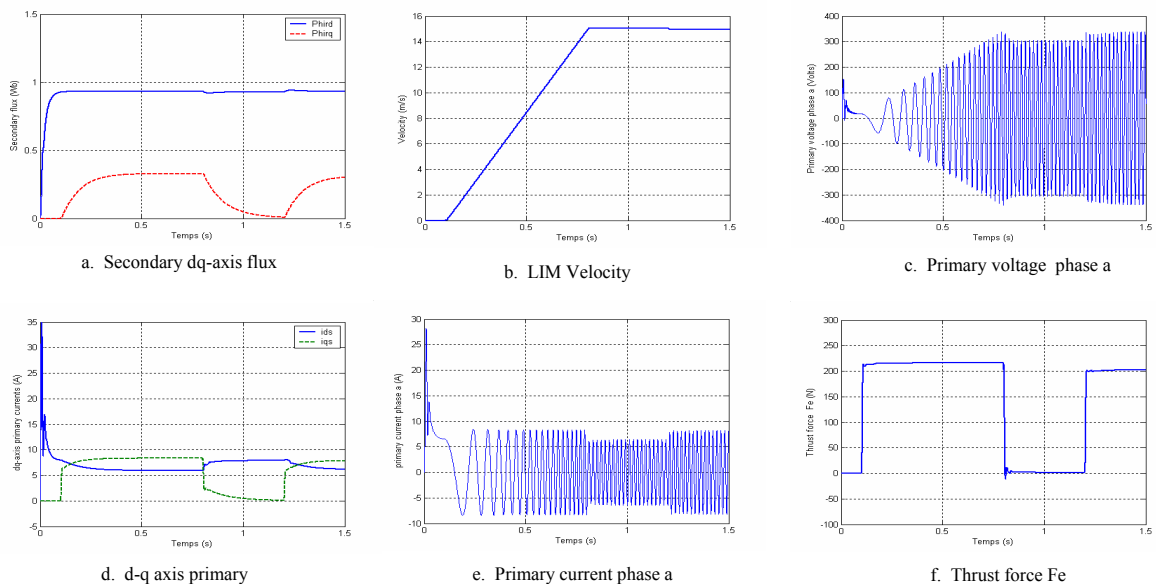 2
Phird
Phirq
1.5
1
0.5
0
0 0.5 1 1.5
Secondary flux (Wb)
Temps (s)
a. Secondary dq-axis flux
16
14
12
10
8
6
4
2
0
0 0.5 1 1.5
Velocity (m/s)
Temps (s)
b. LIM Velocity
400
300
200
100
0
-100
-200
-300
-400
0 0.5 1 1.5
Primary voltage phase a (Volts)
Temps (s)
c. Primary voltage phase a
35
ids
iqs
30
25
20
15
10
5
0
-5
0 0.5 1 1.5
dq-axis primary currents (A)
Temps (s)
d. d-q axis primary
30
25
20
15
10
5
0
-5
-10
0 0.5 1 1.5
primary current phase a (A)
Temps (s)
e. Primary current phase a
300
250
200
150
100
50
0
-50
-100
0 0.5 1 1.5
Thrust force Fe (N)
Temps (s)
f. Thrust force Fe